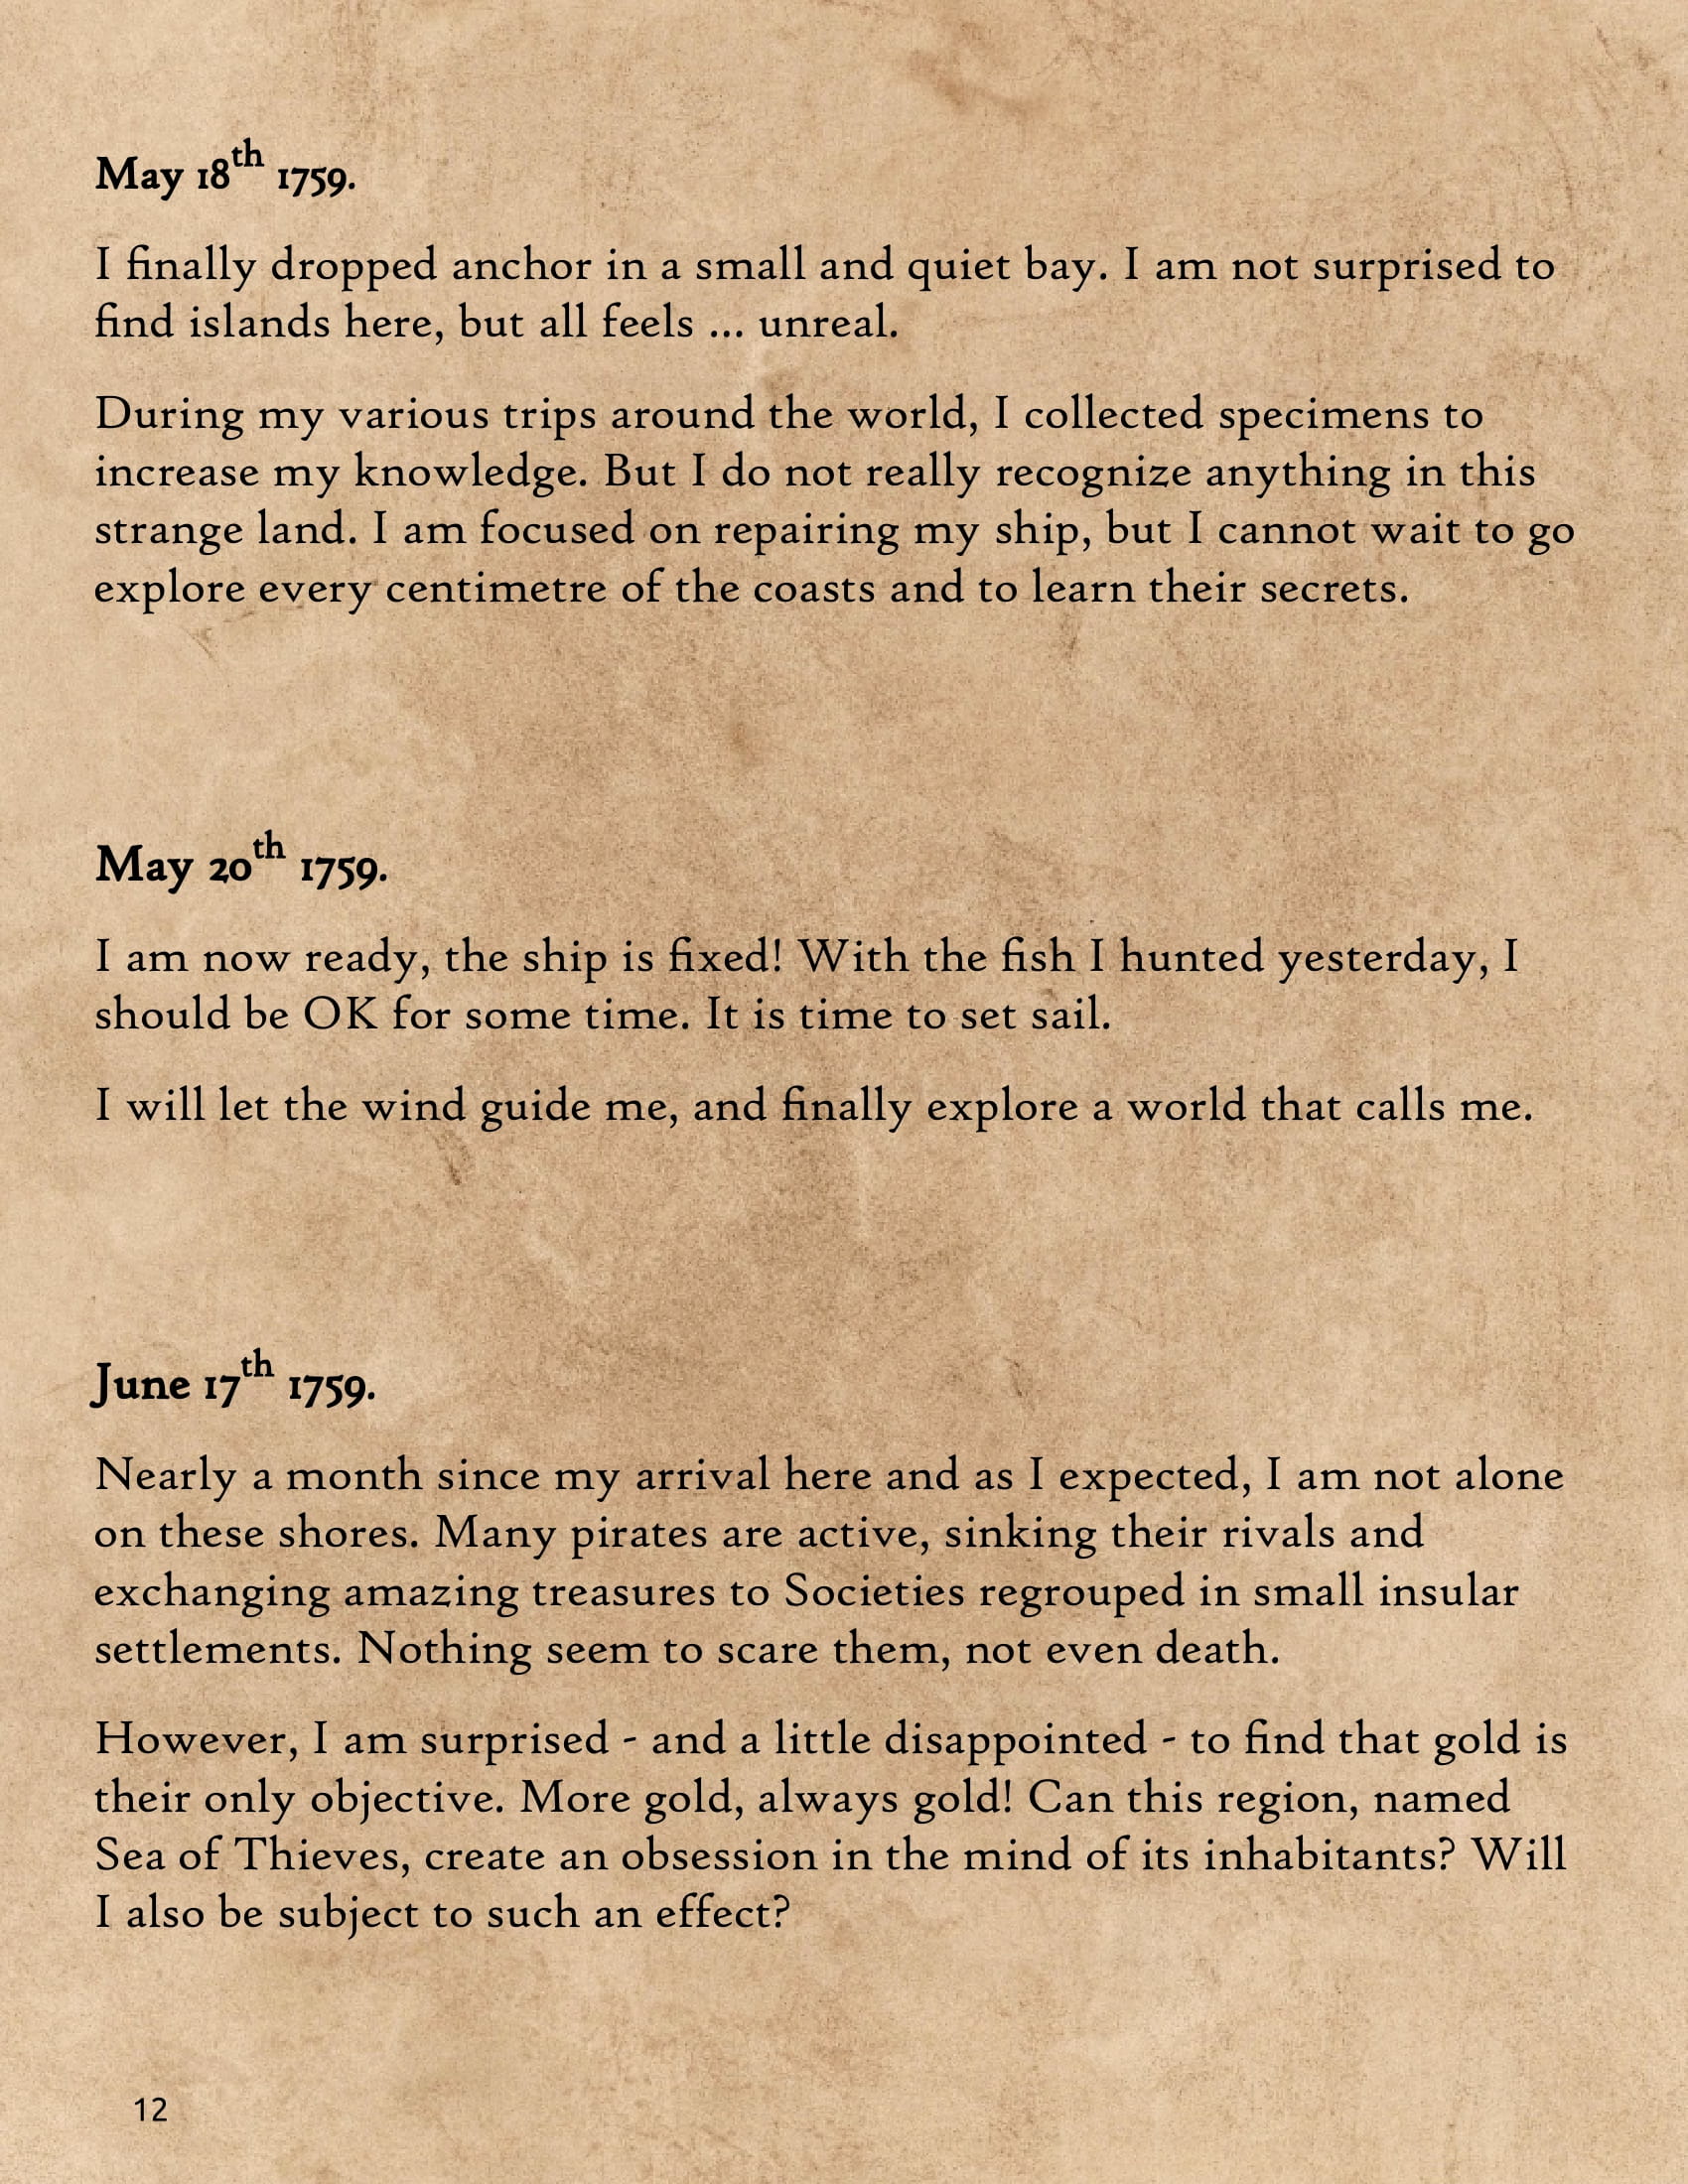 May 18th 1759.
I finally dropped anchor in a small and quiet bay. I am not surprised to
find islands here, but all feels ... unreal.
During my various trips around the world, I collected specimens to
increase my knowledge. But I do not really recognize anything in this
strange land. I am focused on repairing my ship, but I cannot wait to go
explore every centimetre of the coasts and to learn their secrets.
May 20th 1759.
I am now ready, the ship is fixed! With the fish I hunted yesterday, I
should be OK for some time. It is time to set sail.
I will let the wind guide me, and finally explore a world that calls me.
June 17th 1759.
Nearly a month since my arrival here and as I expected, I am not alone
on these shores. Many pirates are active, sinking their rivals and
exchanging amazing treasures to Societies regrouped in small insular
settlements. Nothing seem to scare them, not even death.
However, I am surprised - and a little disappointed - to find that gold is
their only objective. More gold, always gold! Can this region, named
Sea of Thieves, create an obsession in the mind of its inhabitants? Will
I also be subject to such an effect?
12